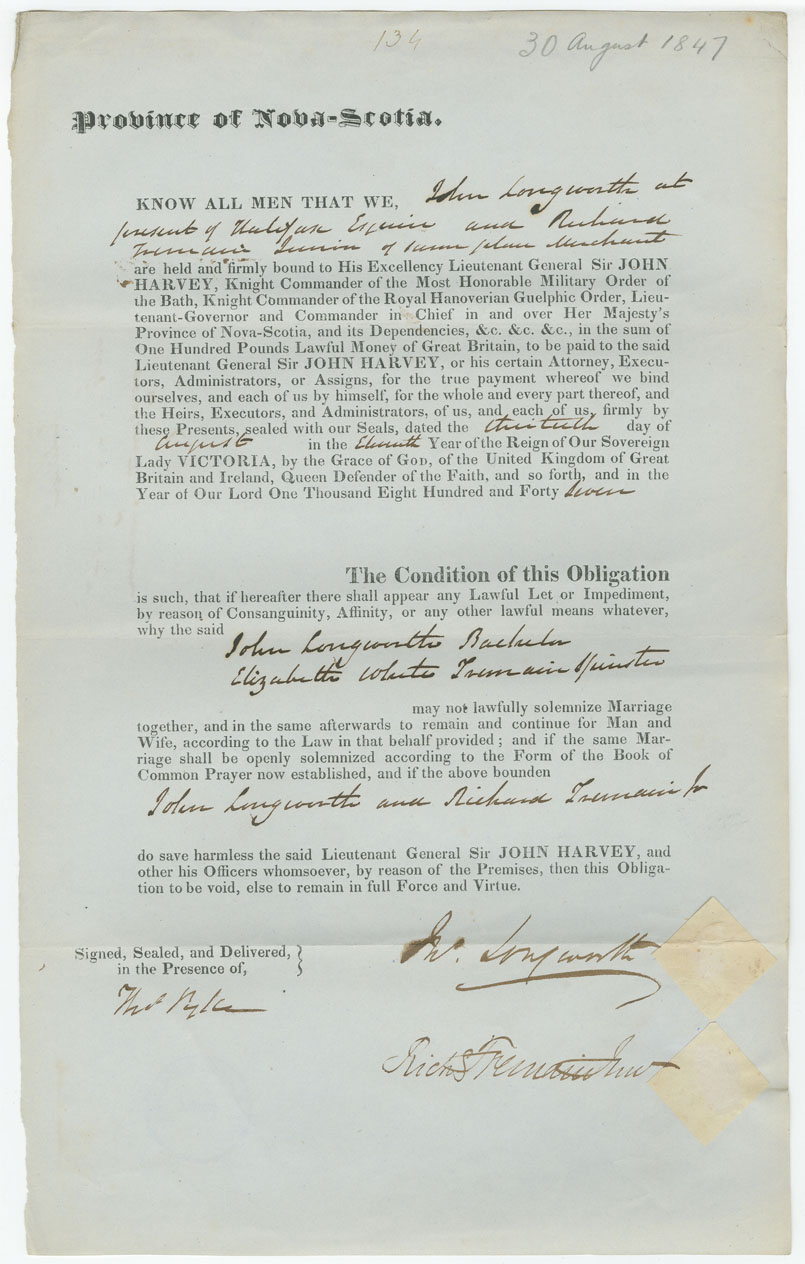 134
30 August 1847
Province of Nova-Scotia.
KNOW ALL MEN THAT WE, John Longworth at
present of Halifax Esquire and Richard
Tremain Junior of same place Merchant
are held and firmly bound to His Excellency Lieutenant General Sir JOHN
HARVEY, Knight Commander of the Most Honorable Military Order of
the Bath, Knight Commander of the Royal Hanoverian Guelphic Order, Lieu-
tenant-Governor and Commander in Chief in and over Her Majesty's
Province of Nova-Scotia, and its Dependencies, &c. &c. &c., in the sum of
One Hundred Pounds Lawful Money of Great Britain, to be paid to the said
Lieutenant General Sir JOHN HARVEY, or his certain Attorney, Execu-
tors, Administrators, or Assigns, for the true payment whereof we bind
ourselves, and each of us by himself, for the whole and every part thereof, and
the Heirs, Executors, and Administrators, of us, and each of us, firmly by
these Presents, sealed with our Seals, dated the thirtieth day of
August in the Eleventh Year of the Reign of Our Sovereign
Lady VICTORIA, by the Grace of GOD, of the United Kingdom of Great
Britain and Ireland, Queen Defender of the Faith, and so forth, and in the
Year of Our Lord One Thousand Eight Hundred and Forty seven
The Condition of this Obligation
is such, that if hereafter there shall appear any Lawful Let or Impediment,
by reason of Consanguinity, Affinity, or any other lawful means whatever,
why the said
John Longworth Bachelor
Elizabeth White Tremain Spinster
may not lawfully solemnize Marriage
together, and in the same afterwards to remain and continue for Man and
Wife, according to the Law in that behalf provided; and if the same Mar-
riage shall be openly solemnized according to the Form of the Book of
Common Prayer now established, and if the above bounden
John Longworth and Richard Tremain Jr
do save harmless the said Lieutenant General Sir JOHN HARVEY, and
other his Officers whomsoever, by reason of the Premises, then this Obliga-
tion to be void, else to remain in full Force and Virtue.
Jno. Longworth
Signed, Sealed, and Delivered,
in the Presence of,
Thos Pyke
Richd Tremain Junr